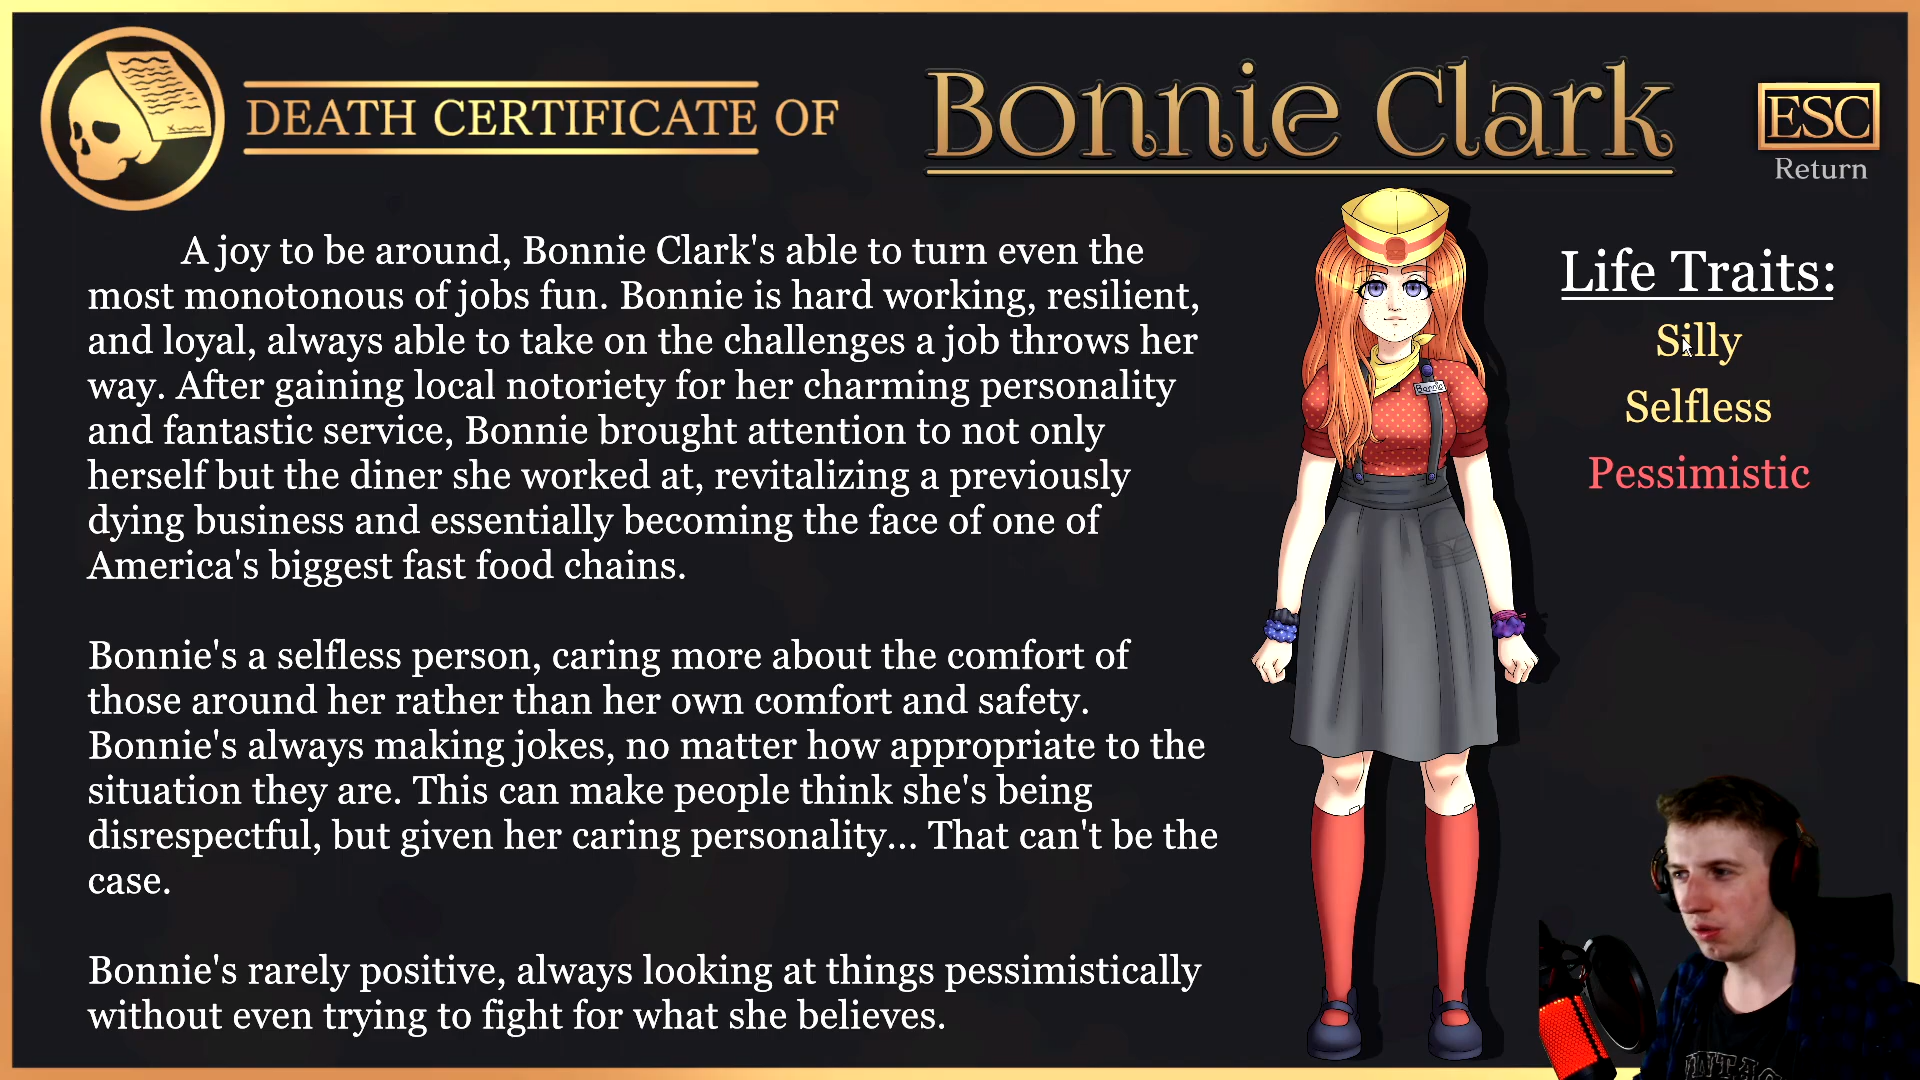 DEATH CERTIFICATE OF
Bonnie Clark
ESC
Return
A joy to be around, Bonnie Clark's able to turn even the
most monotonous of jobs fun. Bonnie is hard working, resilient,
and loyal, always able to take on the challenges a job throws her
way. After gaining local notoriety for her charming personality
and fantastic service, Bonnie brought attention to not only
herself but the diner she worked at, revitalizing a previously
dying business and essentially becoming the face of one of
America's biggest fast food chains.
Bonnie's a selfless person, caring more about the comfort of
those around her rather than her own comfort and safety.
Bonnie's always making jokes, no matter how appropriate to the
situation they are. This can make people think she's being
disrespectful, but given her caring personality... That can't be the
case.
Bonnie's rarely positive, always looking at things pessimistically
without even trying to fight for what she believes.
Bonnie
Life Traits:
Silly
Selfless
Pessimistic